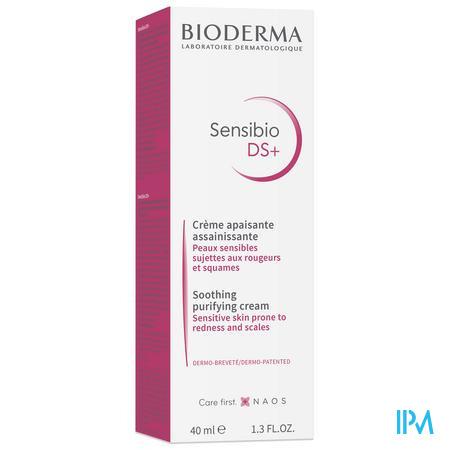 BIODERMA
LABORATOIRE DERMATOLOGIQUE
Sensibio
DS+
Crème apaisante
assainissante
Peaux sensibles
sujettes aux rougeurs
et squames
Soothing
purifying cream
Sensitive skin prone to
redness and scales
DERMO-BREVETÉ/DERMO-PATENTED
Care first. NAOS
40 ml e 1.3 FL.OZ.
IPM